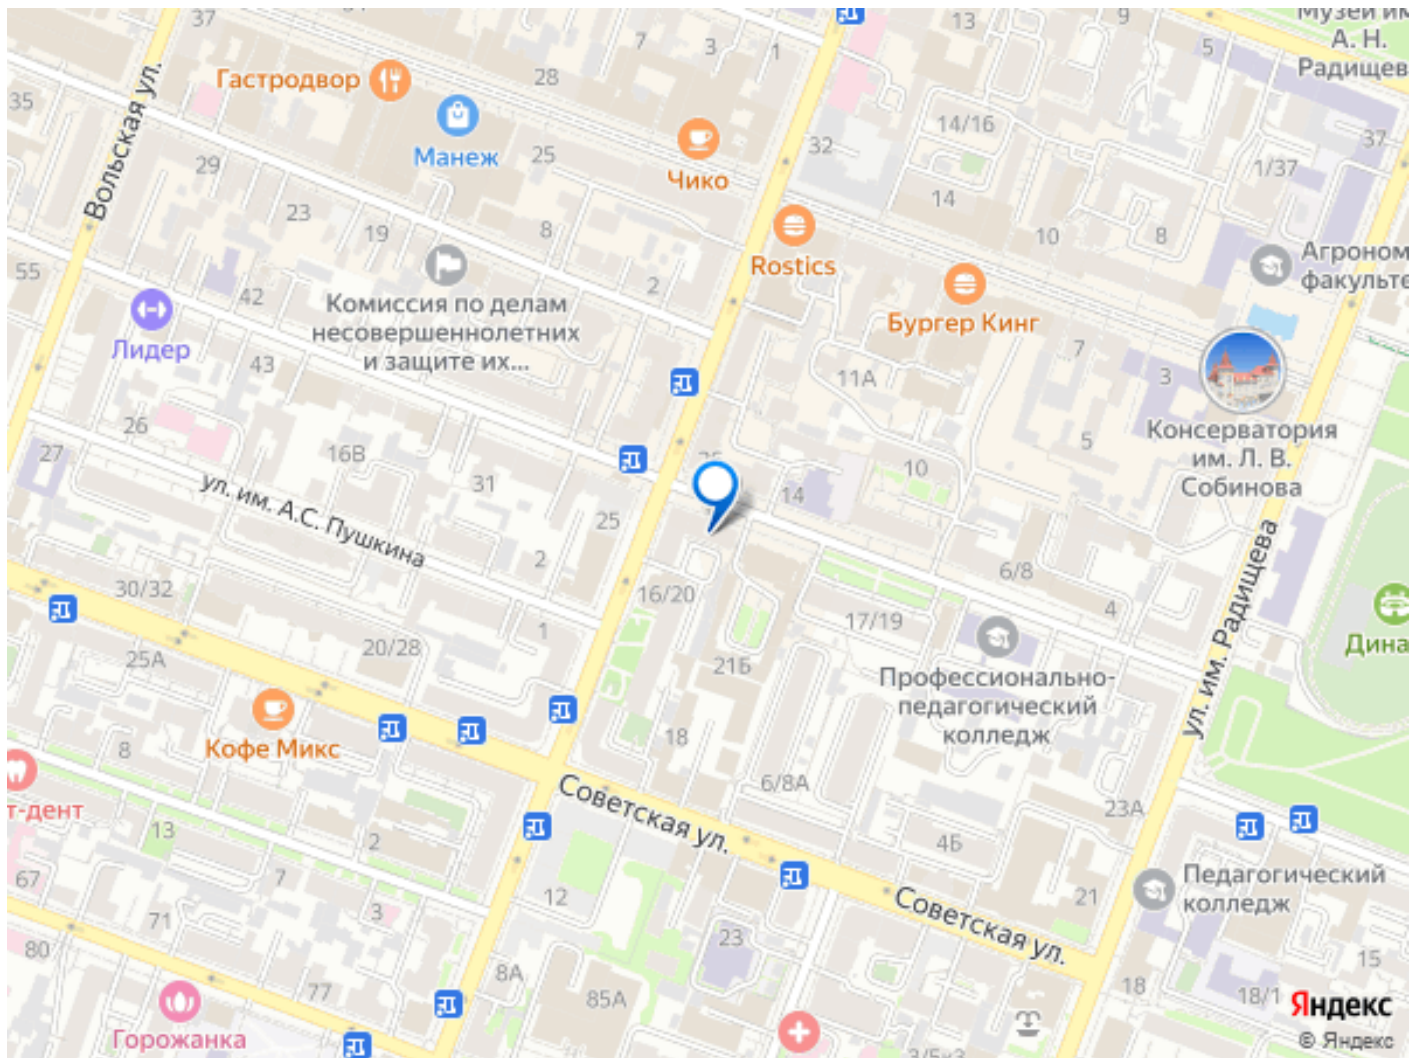 37
7
3
1
13
9
5
Музей им
А. Н.
Радищев
Гастродвор
28
35
Манеж
25
Чико
32
14/16
37
1/37
29
Вольская ул.
23
19
8
14
10
8
Rostics
Агроном
факульте
55
42
2
Комиссия по делам
несовершеннолетних
и защите их...
Бургер Кинг
Лидер
43
7
11А
3
5
Консерватория
им. Л. В.
Собинова
26
27
16В
31
10
14
25
ул. им. А.С. Пушкина
2
6/8
ул. им. Радищева
30/32
16/20
4
17/19
1
20/28
25А
21Б
Дина
Профессионально-
педагогический
колледж
18
8
Кофе Микс
6/8А
Советская ул.
23А
т-дент
13
2
4Б
Педагогический
колледж
67
7
12
21
3
71
Советская ул.
23
80
15
77
8А
85А
18
18/1
Яндекс
Горожанка
3/5к3
© Яндекс